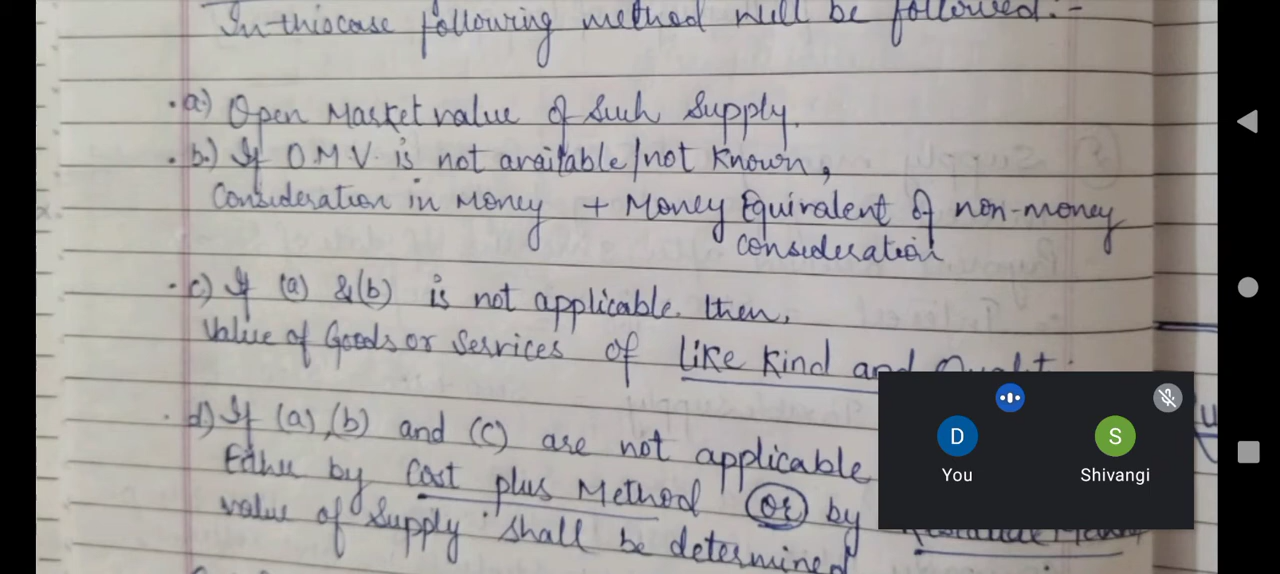 In this case following method will be followed:-
a.) Open Market value of Such Supply.
b.) If O.M.V. is not available/not known,
Consideration in Money + Money Equivalent of non-money
consideration
c.) If (a) &(b) is not applicable then,
Value of Goods or Services of like kind and
d) If (a), (b) and (c) are not applicable
Either by Cost plus Method (or) by
value of Supply shall be determined
D
You
S
Shivangi